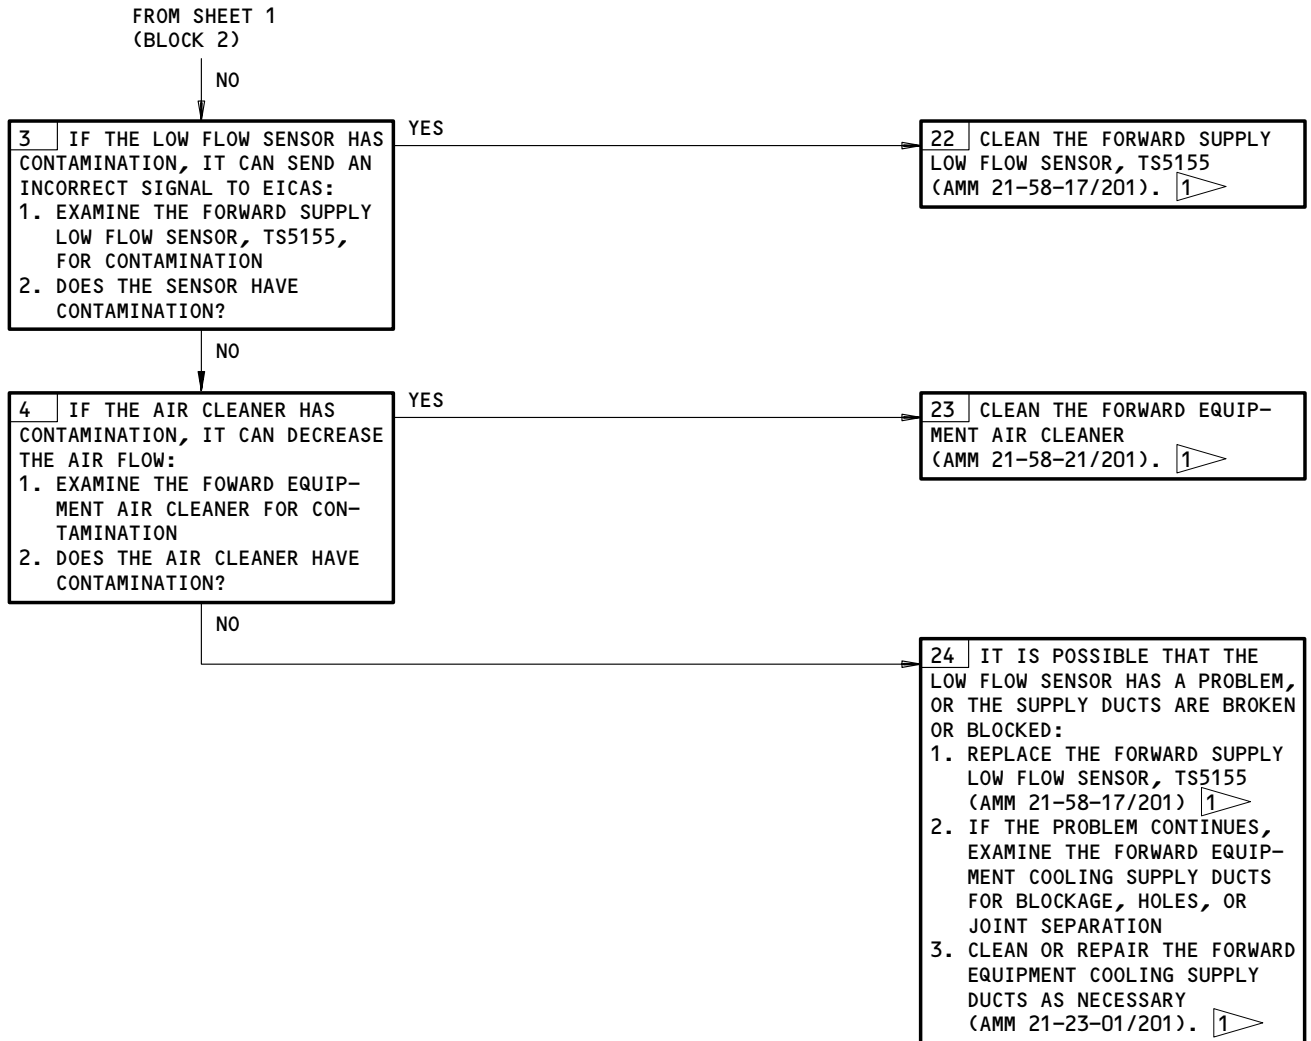 FROM SHEET 1
(BLOCK 2)
NO
3 IF THE LOW FLOW SENSOR HAS
CONTAMINATION, IT CAN SEND AN
INCORRECT SIGNAL TO EICAS:
1. EXAMINE THE FORWARD SUPPLY
LOW FLOW SENSOR, TS5155,
FOR CONTAMINATION
2. DOES THE SENSOR HAVE
CONTAMINATION?
YES
22 CLEAN THE FORWARD SUPPLY
LOW FLOW SENSOR, TS5155
(AMM 21-58-17/201). 1
NO
4 IF THE AIR CLEANER HAS
CONTAMINATION, IT CAN DECREASE
THE AIR FLOW:
1. EXAMINE THE FOWARD EQUIP-
MENT AIR CLEANER FOR CON-
TAMINATION
2. DOES THE AIR CLEANER HAVE
CONTAMINATION?
YES
23 CLEAN THE FORWARD EQUIP-
MENT AIR CLEANER
(AMM 21-58-21/201). 1
NO
24 IT IS POSSIBLE THAT THE
LOW FLOW SENSOR HAS A PROBLEM,
OR THE SUPPLY DUCTS ARE BROKEN
OR BLOCKED:
1. REPLACE THE FORWARD SUPPLY
LOW FLOW SENSOR, TS5155
(AMM 21-58-17/201) 1
2. IF THE PROBLEM CONTINUES,
EXAMINE THE FORWARD EQUIP-
MENT COOLING SUPPLY DUCTS
FOR BLOCKAGE, HOLES, OR
JOINT SEPARATION
3. CLEAN OR REPAIR THE FORWARD
EQUIPMENT COOLING SUPPLY
DUCTS AS NECESSARY
(AMM 21-23-01/201). 1